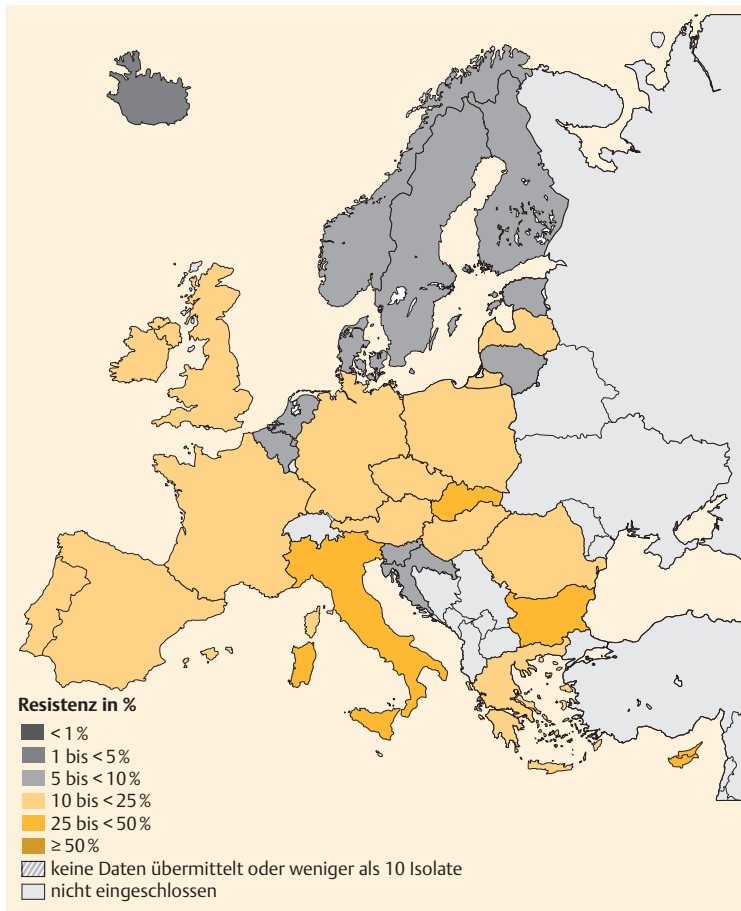 Resistenz in %
< 1 %
1 bis < 5 %
5 bis < 10 %
10 bis < 25 %
25 bis < 50 %
≥ 50 %
keine Daten übermittelt oder weniger als 10 Isolate
nicht eingeschlossen